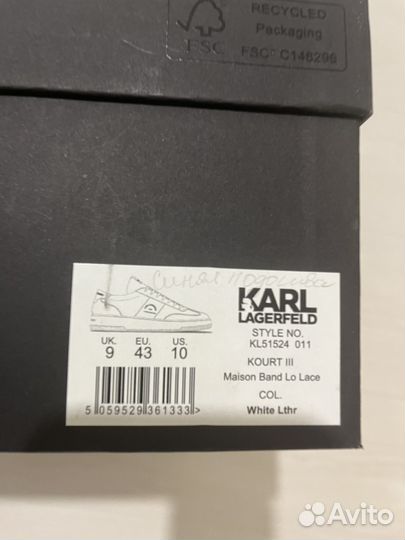 RECYCLED
Packaging
FSC
FSC® C148296
синяя подошва
KARL
LAGERFELD
STYLE NO.
KL51524 011
UK. EU. US.
9 43 10
KOURT III
Maison Band Lo Lace
COL.
White Lthr
5 059529 361333>
Avito